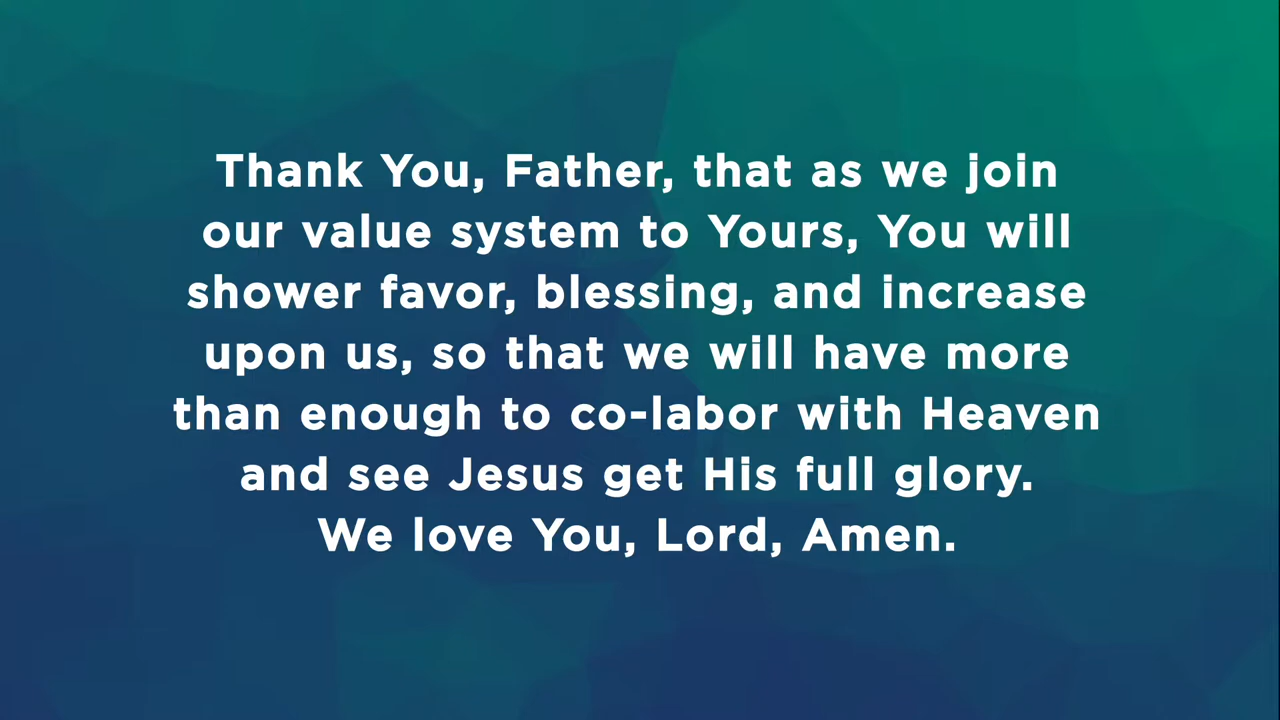 Thank You, Father, that as we join
our value system to Yours, You will
shower favor, blessing, and increase
upon us, so that we will have more
than enough to co-labor with Heaven
and see Jesus get His full glory.
We love You, Lord, Amen.